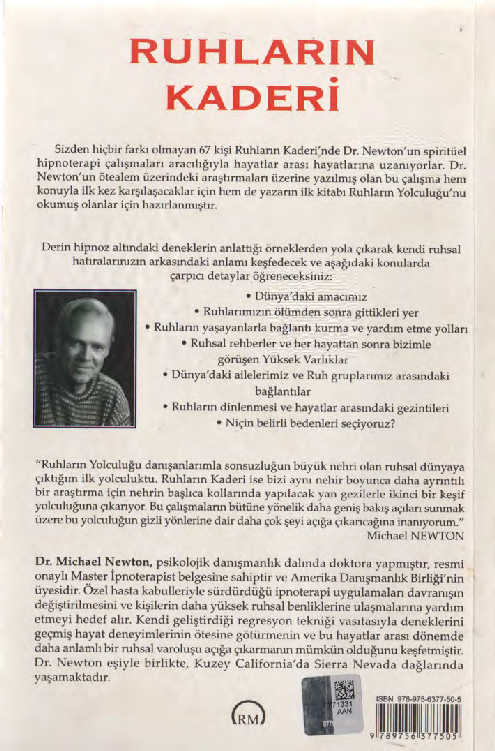 RUHLARIN
KADERİ
Sizden hiçbir farkı olmayan 67 kişi Ruhların Kaderi'nde Dr. Newton'un spiritüel
hipnoterapi çalışmaları aracılığıyla hayatlar arası hayatlarına uzanıyorlar. Dr.
Newton'un ötealem üzerindeki araştırmaları üzerine yazılmış olan bu çalışma hem
konuyla ilk kez karşılaşacaklar için hem de yazarın ilk kitabı Ruhların Yolculuğu'nu
okumuş olanlar için hazırlanmıştır.
Derin hipnoz altındaki deneklerin anlattığı örneklerden yola çıkarak kendi ruhsal
hatıralarınızın arkasındaki anlamı keşfedecek ve aşağıdaki konularda
çarpıcı detaylar öğreneceksiniz:
• Dünya'daki amacımız
• Ruhlarımızın ölümden sonra gittikleri yer
• Ruhların yaşayanlarla bağlantı kurma ve yardım etme yolları
• Ruhsal rehberler ve her hayattan sonra bizimle
görüşen Yüksek Varlıklar
• Dünya'daki ailelerimiz ve Ruh gruplarımız arasındaki
bağlantılar
• Ruhların dinlenmesi ve hayatlar arasındaki gezintileri
• Niçin belirli bedenleri seçiyoruz?
"Ruhların Yolculuğu danışanlarımla sonsuzluğun büyük nehri olan ruhsal dünyaya
çıktığım ilk yolculuktu. Ruhların Kaderi ise bizi aynı nehir boyunca daha ayrıntılı
bir araştırma için nehrin başlıca kollarında yapılacak yan gezilerle ikinci bir keşif
yolculuğuna çıkarıyor. Bu çalışmaların bütüne yönelik daha geniş bakış açıları sunmak
üzere bu yolculuğun gizli yönlerine dair daha çok şeyi açığa çıkarıcağına inanıyorum."
Michael NEWTON
Dr. Michael Newton, psikolojik danışmanlık dalında doktora yapmıştır, resmi
onaylı Master İpnoterapist belgesine sahiptir ve Amerika Danışmanlık Birliği'nin
üyesidir. Özel hasta kabulleriyle sürdürdüğü ipnoterapi uygulamaları davranışın
değiştirilmesini ve kişilerin daha yüksek ruhsal benliklerine ulaşmalarına yardım
etmeyi hedef alır. Kendi geliştirdiği regresyon tekniği vasıtasıyla deneklerini
geçmiş hayat deneyimlerinin ötesine götürmenin ve bu hayatlar arası dönemde
daha anlamlı bir ruhsal varoluşu açığa çıkarmanın mümkün olduğunu keşfetmiştir.
Dr. Newton eşiyle birlikte, Kuzey California'da Sierra Nevada dağlarında
yaşamaktadır.
RM
AAN
ISBN 978-975-6377-50-5
9 789756 377505